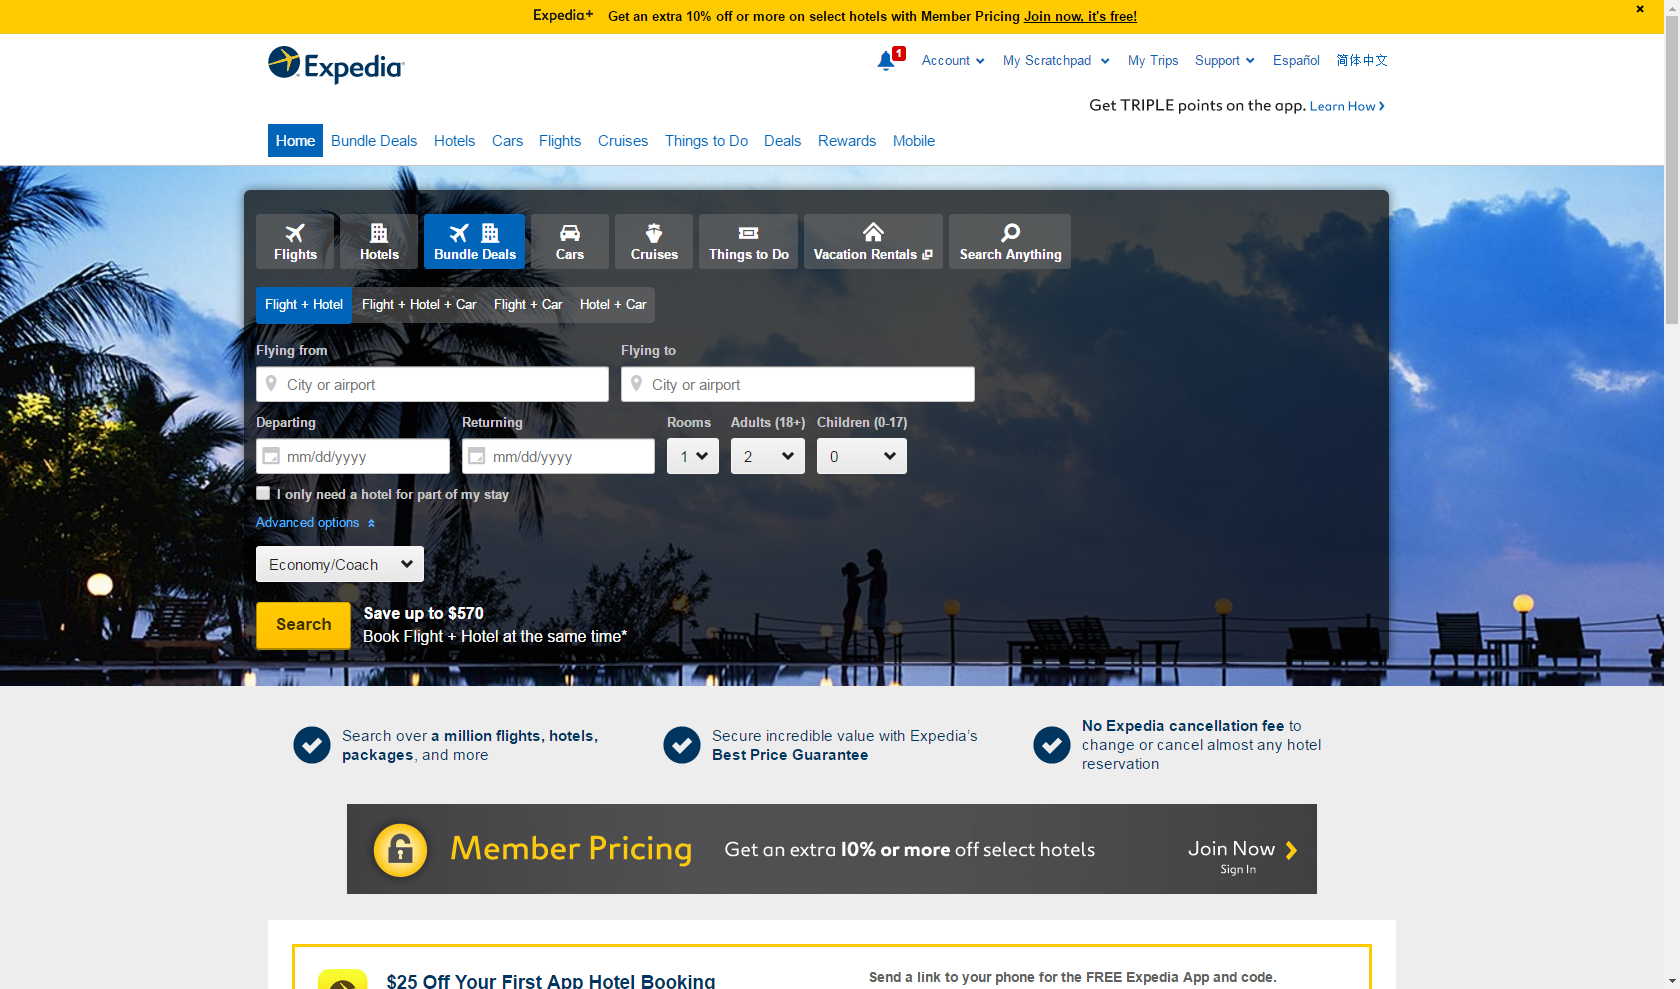 Expedia+ Get an extra 10% off or more on select hotels with Member Pricing Join now, it's free!
Expedia
1 Account My Scratchpad My Trips Support Español 简体中文
Get TRIPLE points on the app. Learn How
Home Bundle Deals Hotels Cars Flights Cruises Things to Do Deals Rewards Mobile
Flights Hotels Bundle Deals Cars Cruises Things to Do Vacation Rentals Search Anything
Flight + Hotel Flight + Hotel + Car Flight + Car Hotel + Car
Flying from Flying to
City or airport City or airport
Departing Returning Rooms Adults (18+) Children (0-17)
mm/dd/yyyy mm/dd/yyyy 1 2 0
I only need a hotel for part of my stay
Advanced options
Economy/Coach
Search
Save up to $570
Book Flight + Hotel at the same time*
Search over a million flights, hotels,
packages, and more
Secure incredible value with Expedia's
Best Price Guarantee
No Expedia cancellation fee to
change or cancel almost any hotel
reservation
Member Pricing Get an extra 10% or more off select hotels Join Now
Sign In
$25 Off Your First App Hotel Booking
Send a link to your phone for the FREE Expedia App and code.